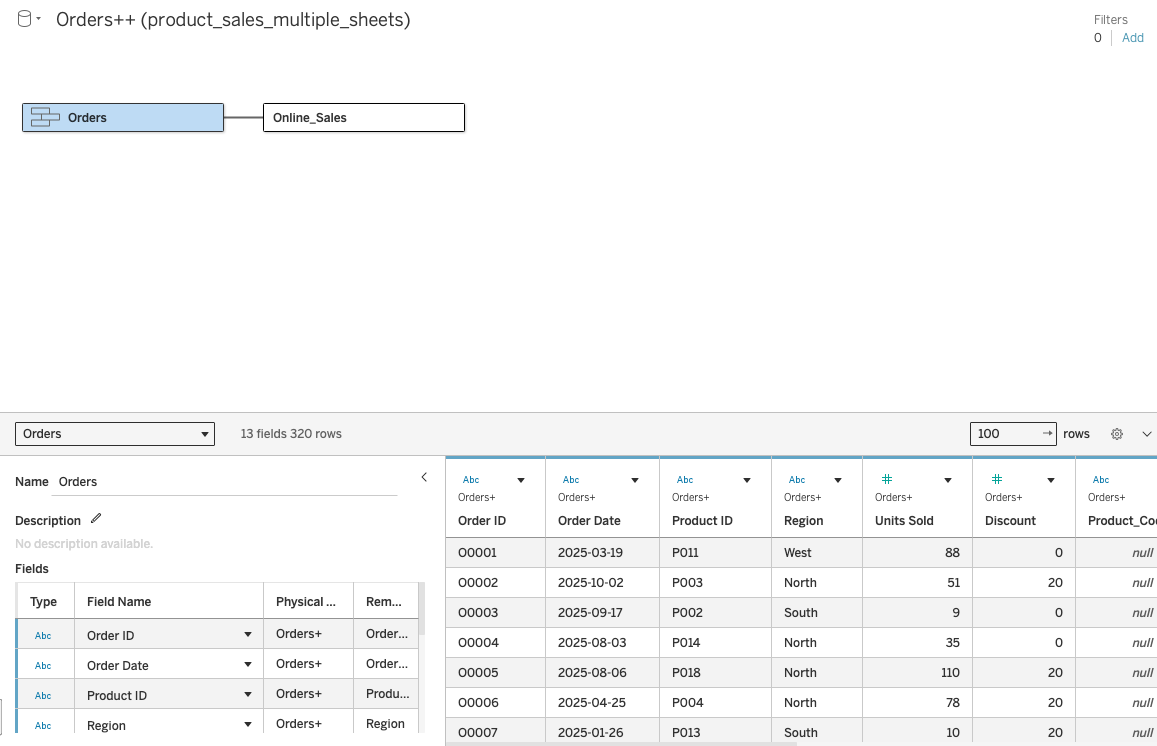 Orders++ (product_sales_multiple_sheets)
Filters
0 Add
Orders
Online_Sales
Orders
13 fields 320 rows
100 → rows
Name Orders
Description
No description available.
Fields
Type Field Name Physical ... Rem...
Abc Order ID Orders+ Order...
Abc Order Date Orders+ Order...
Abc Product ID Orders+ Produ...
Abc Region Orders+ Region
Abc Abc Abc Abc # # Abc
Orders+ Orders+ Orders+ Orders+ Orders+ Orders+ Orders+
Order ID Order Date Product ID Region Units Sold Discount Product_Co
O0001 2025-03-19 P011 West 88 0 null
O0002 2025-10-02 P003 North 51 20 null
O0003 2025-09-17 P002 South 9 0 null
O0004 2025-08-03 P014 North 35 0 null
O0005 2025-08-06 P018 North 110 20 null
O0006 2025-04-25 P004 North 78 20 null
O0007 2025-01-26 P013 South 10 20 null